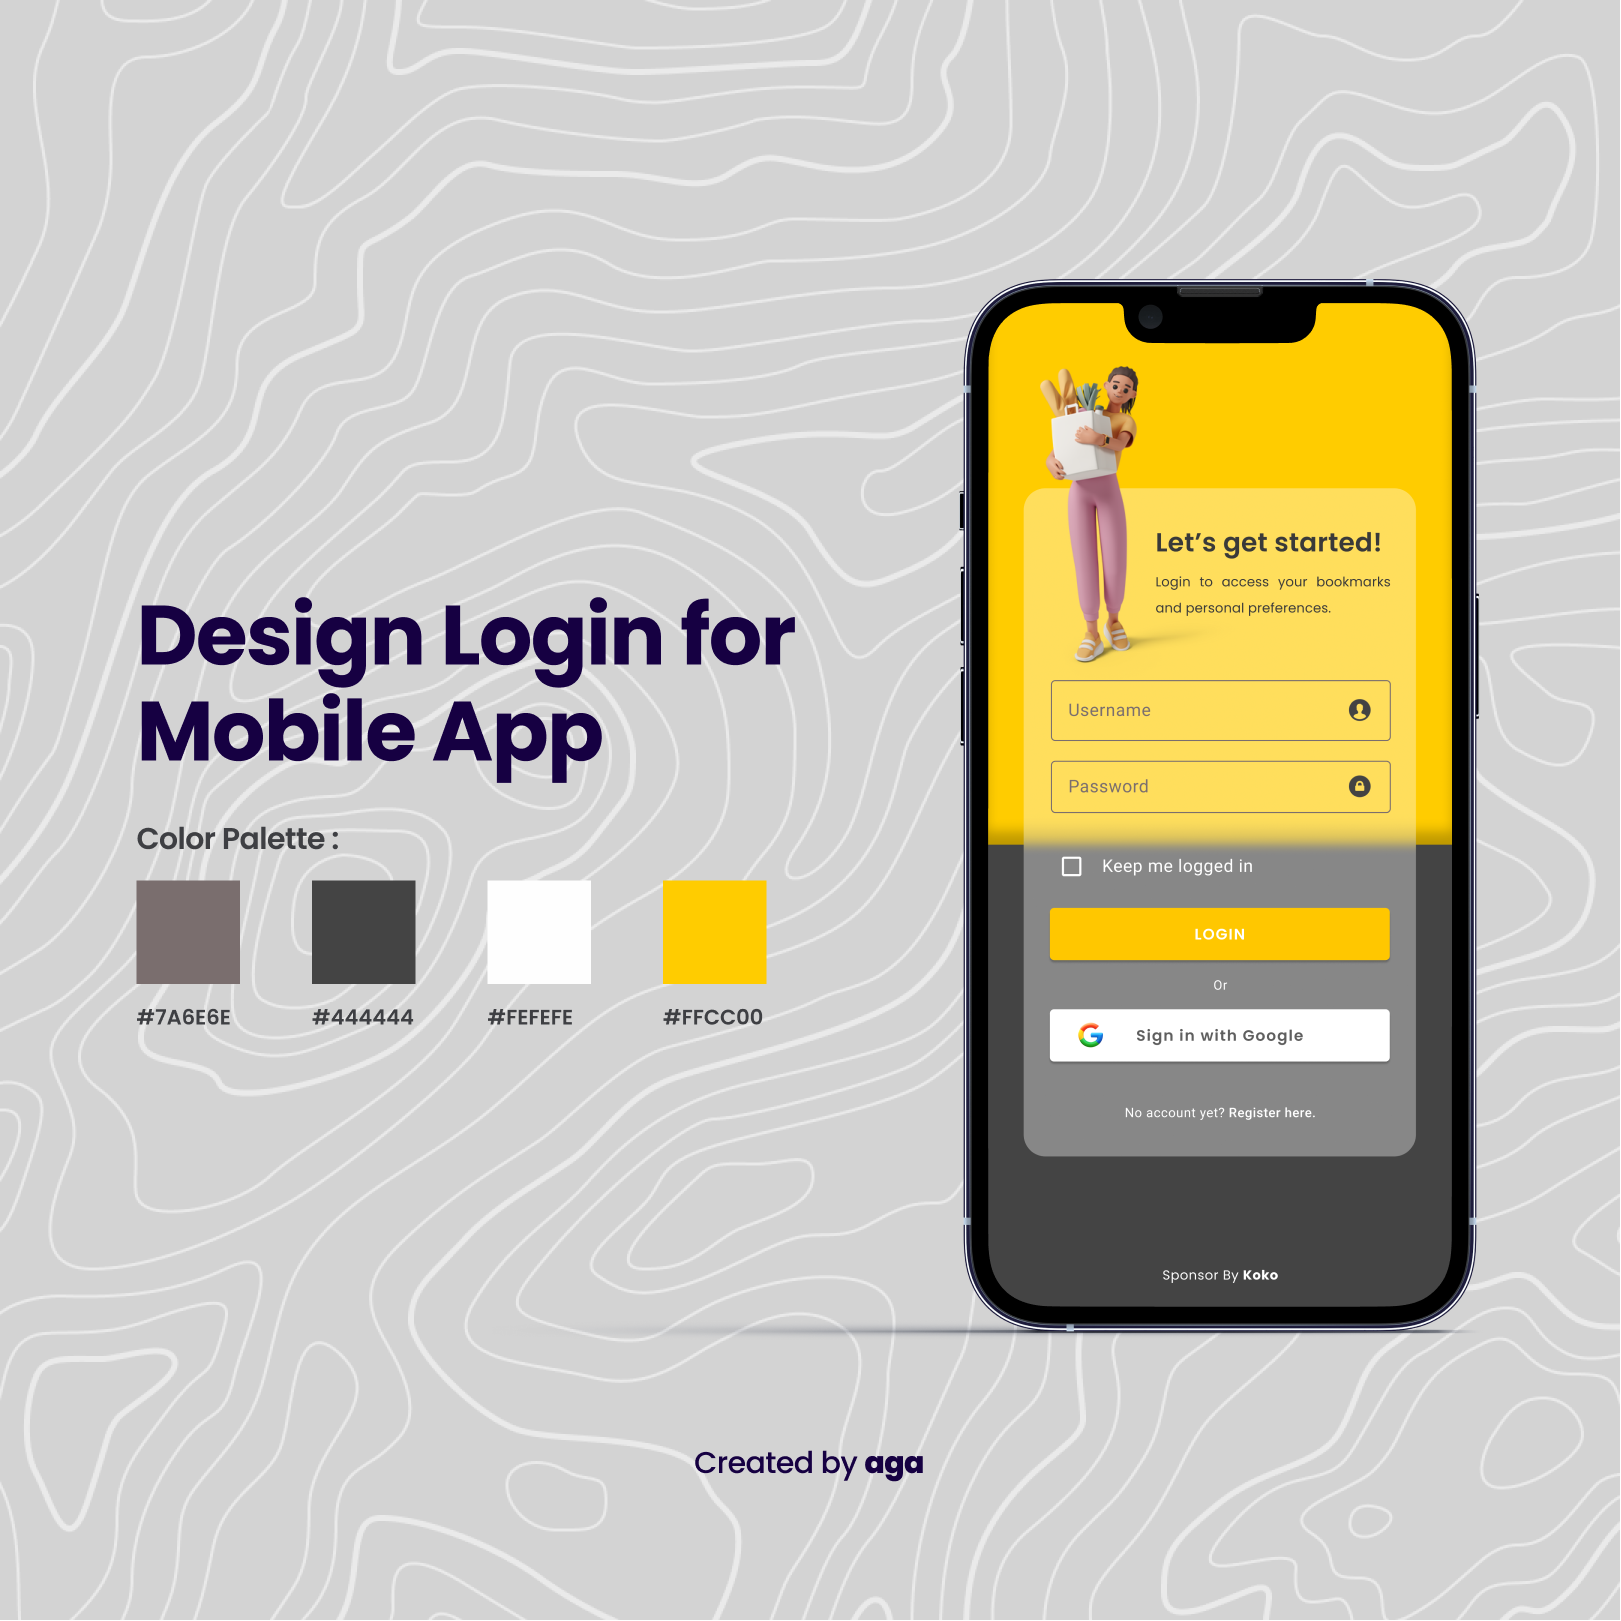 Design Login for
Mobile App
Color Palette :
#7A6E6E
#444444
#FEFEFE
#FFCC00
Let’s get started!
Login to access your bookmarks
and personal preferences.
Username
Password
Keep me logged in
LOGIN
Or
Sign in with Google
No account yet? Register here.
Sponsor By Koko
Created by aga